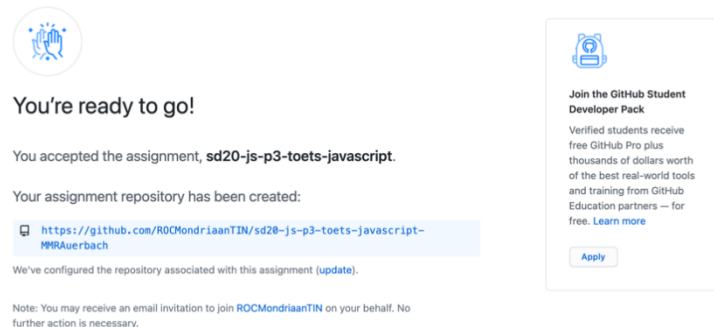 You're ready to go!
You accepted the assignment, sd20-js-p3-toets-javascript.
Your assignment repository has been created:
https://github.com/ROCMondriaanTIN/sd20-js-p3-toets-javascript-
MMRAuerbach
We've configured the repository associated with this assignment (update).
Note: You may receive an email invitation to join ROCMondriaanTIN on your behalf. No
further action is necessary.
Join the GitHub Student
Developer Pack
Verified students receive
free GitHub Pro plus
thousands of dollars worth
of the best real-world tools
and training from GitHub
Education partners — for
free. Learn more
Apply